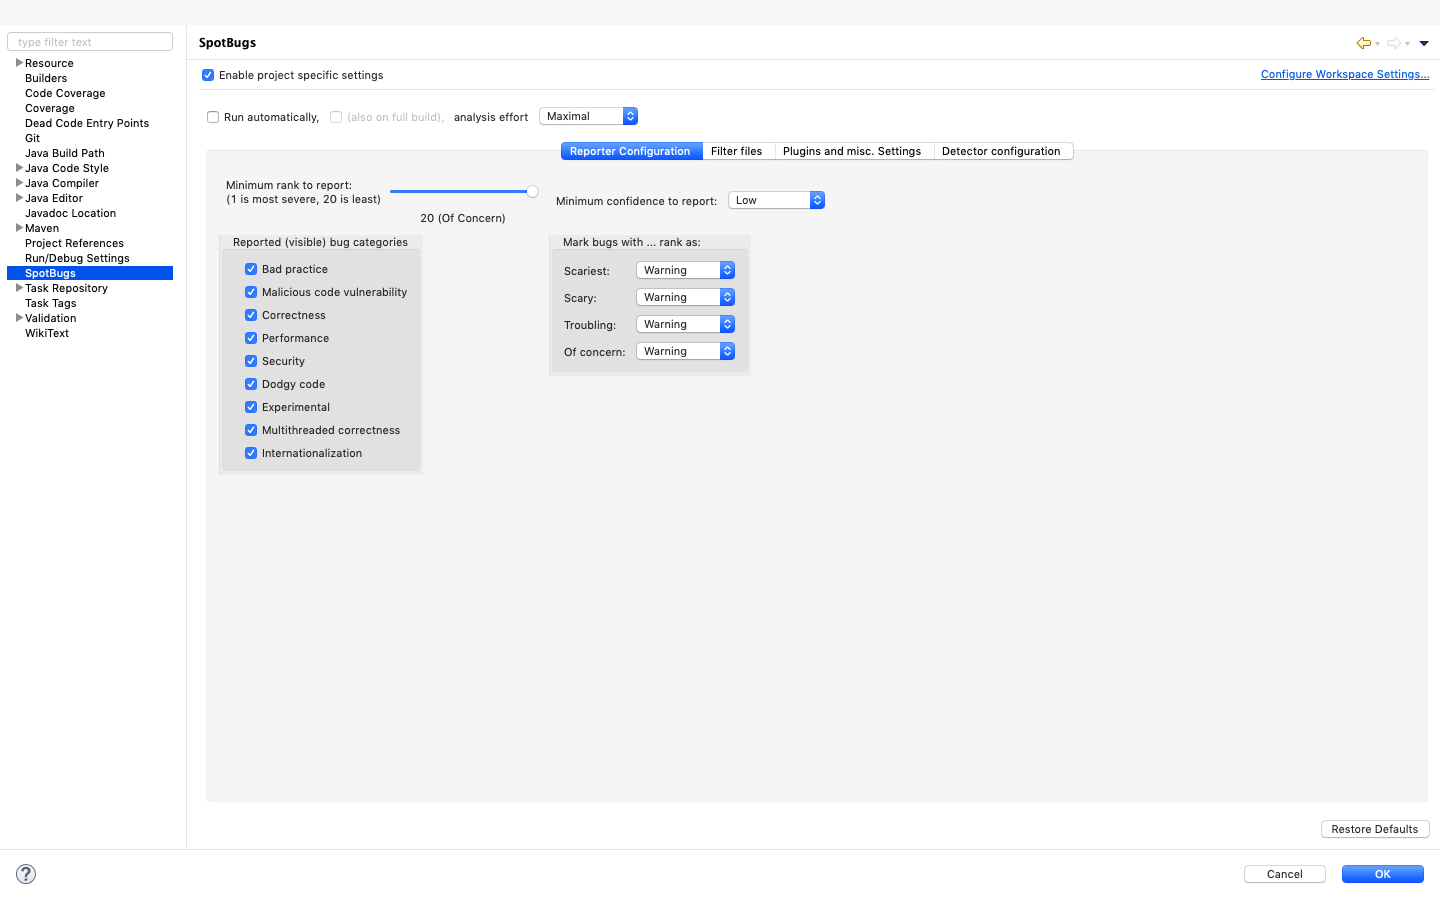 type filter text
Resource
Builders
Code Coverage
Coverage
Dead Code Entry Points
Git
Java Build Path
Java Code Style
Java Compiler
Java Editor
Javadoc Location
Maven
Project References
Run/Debug Settings
SpotBugs
Task Repository
Task Tags
Validation
WikiText
SpotBugs
Enable project specific settings
Configure Workspace Settings...
Run automatically, (also on full build), analysis effort Maximal
Reporter Configuration Filter files Plugins and misc. Settings Detector configuration
Minimum rank to report:
(1 is most severe, 20 is least)
20 (Of Concern)
Minimum confidence to report: Low
Reported (visible) bug categories
Bad practice
Malicious code vulnerability
Correctness
Performance
Security
Dodgy code
Experimental
Multithreaded correctness
Internationalization
Mark bugs with ... rank as:
Scariest: Warning
Scary: Warning
Troubling: Warning
Of concern: Warning
Restore Defaults
?
Cancel OK